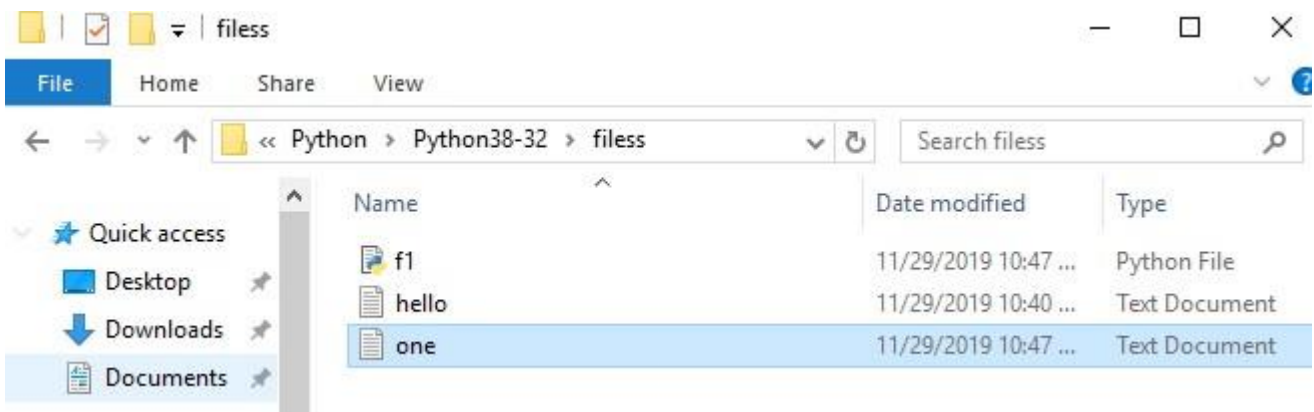 filess
File Home Share View
« Python > Python38-32 > filess Search filess
Name Date modified Type
Quick access
Desktop
Downloads
Documents
f1 11/29/2019 10:47 ... Python File
hello 11/29/2019 10:40 ... Text Document
one 11/29/2019 10:47 ... Text Document